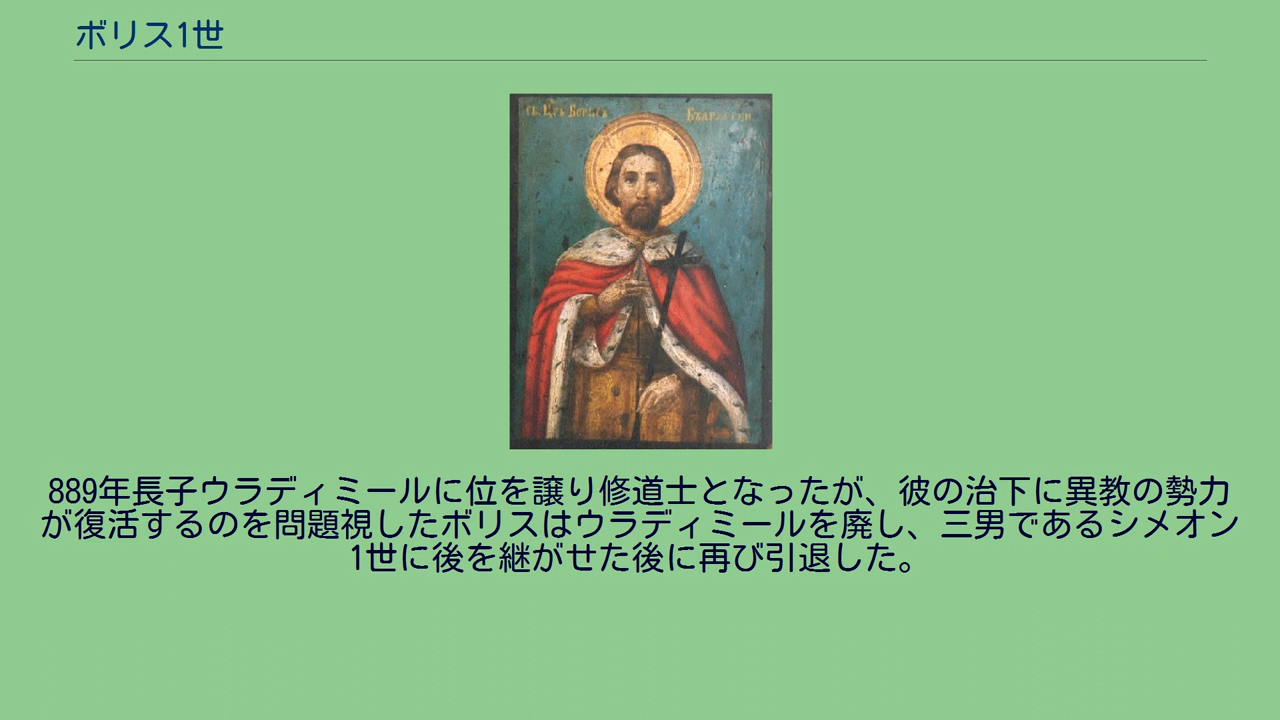 ボリス1世
Св. Црь Борисъ
889年長子ウラディミールに位を譲り修道士となったが、彼の治下に異教の勢力
が復活するのを問題視したボリスはウラディミールを廃し、三男であるシメオン
1世に後を継がせた後に再び引退した。